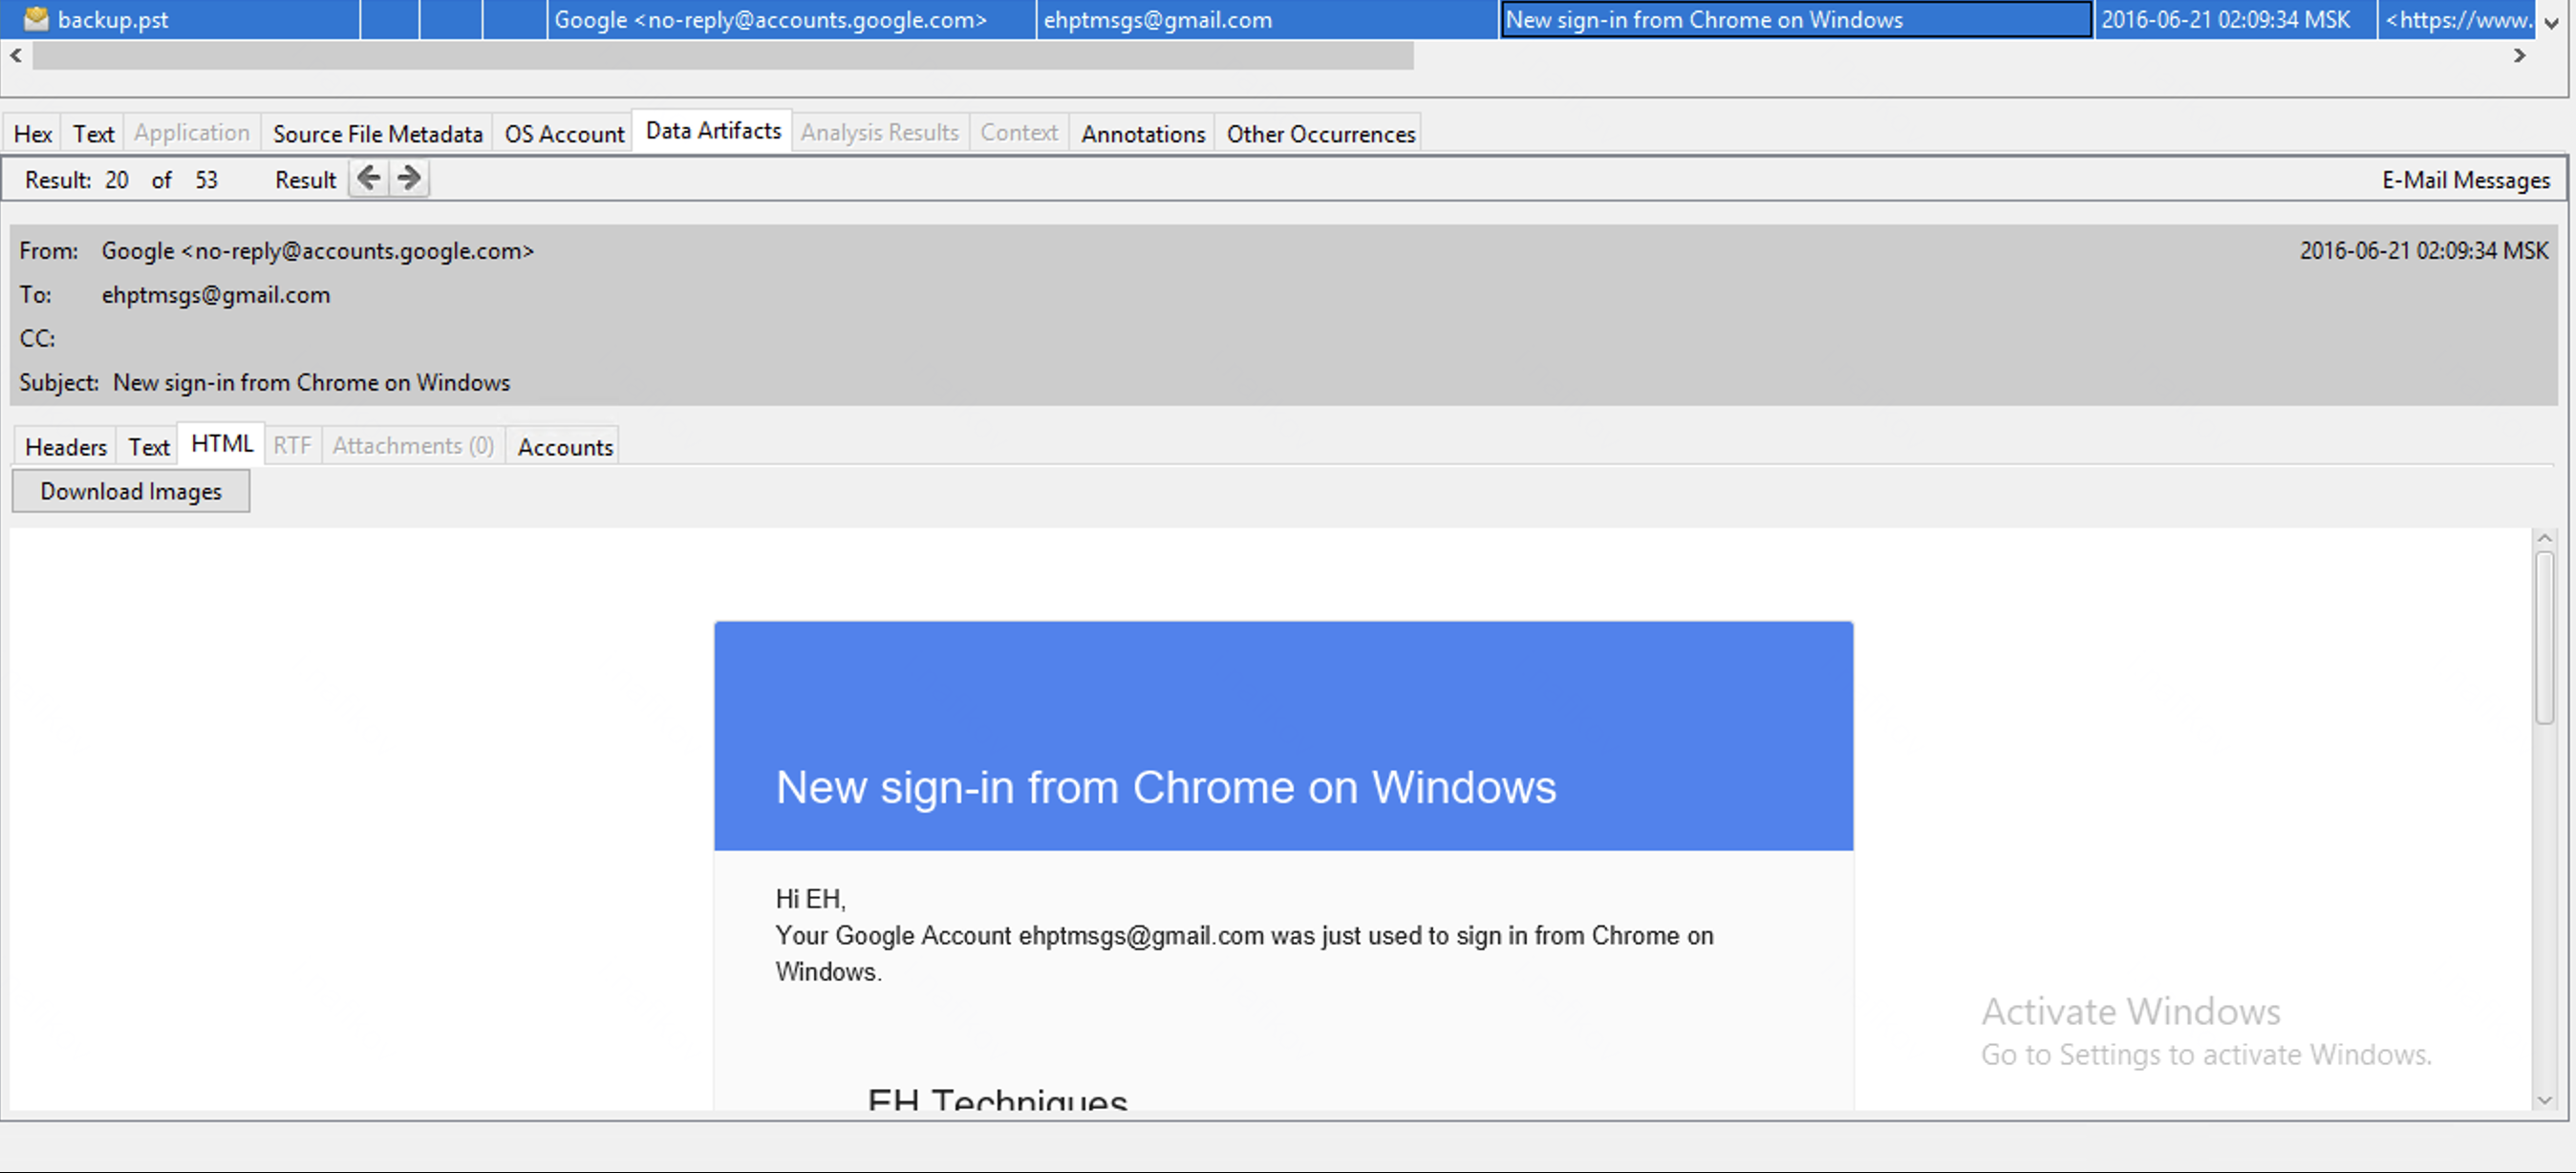 backup.pst Google <no-reply@accounts.google.com> ehptmsgs@gmail.com New sign-in from Chrome on Windows 2016-06-21 02:09:34 MSK <https://www.
Hex Text Application Source File Metadata OS Account Data Artifacts Analysis Results Context Annotations Other Occurrences
Result: 20 of 53 Result E-Mail Messages
From: Google <no-reply@accounts.google.com> 2016-06-21 02:09:34 MSK
To: ehptmsgs@gmail.com
CC:
Subject: New sign-in from Chrome on Windows
Headers Text HTML RTF Attachments (0) Accounts
Download Images
New sign-in from Chrome on Windows
Hi EH,
Your Google Account ehptmsgs@gmail.com was just used to sign in from Chrome on
Windows.
EH Techniques
Activate Windows
Go to Settings to activate Windows.